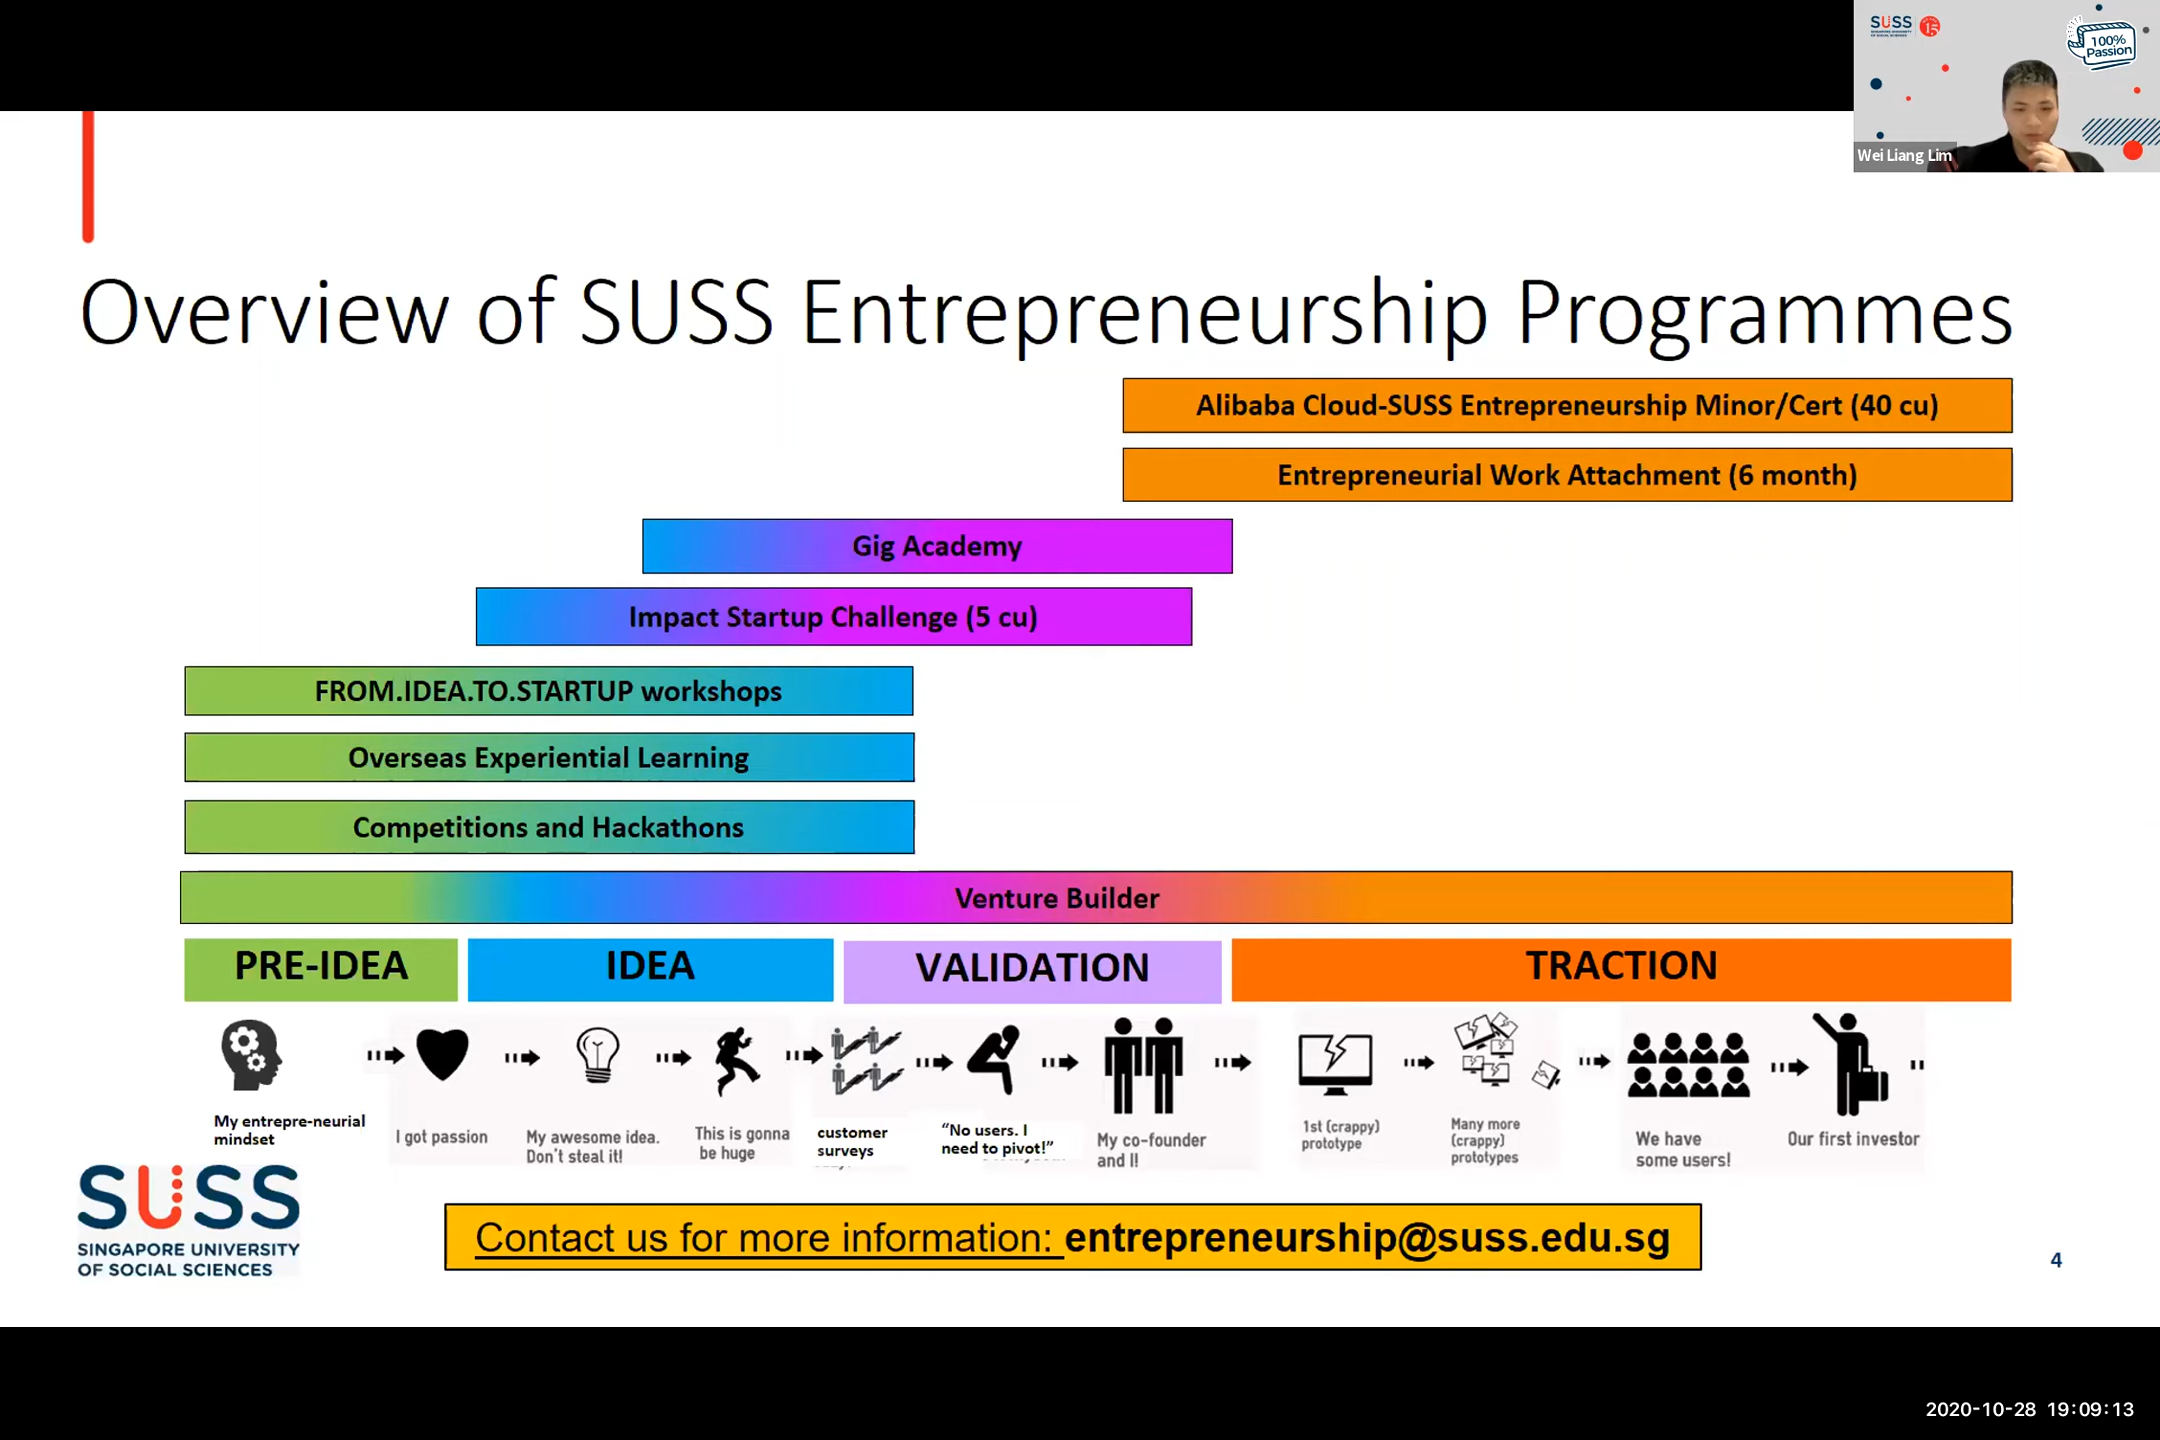 SUSS
100%
Passion
Wei Liang Lim
Overview of SUSS Entrepreneurship Programmes
Alibaba Cloud-SUSS Entrepreneurship Minor/Cert (40 cu)
Entrepreneurial Work Attachment (6 month)
Gig Academy
Impact Startup Challenge (5 cu)
FROM.IDEA.TO.STARTUP workshops
Overseas Experiential Learning
Competitions and Hackathons
Venture Builder
PRE-IDEA
IDEA
VALIDATION
TRACTION
My entrepre-neurial
mindset
I got passion
My awesome idea.
Don't steal it!
This is gonna
be huge
customer
surveys
“No users. I
need to pivot!”
My co-founder
and I!
1st (crappy)
prototype
Many more
(crappy)
prototypes
We have
some users!
Our first investor
SUSS
SINGAPORE UNIVERSITY
OF SOCIAL SCIENCES
Contact us for more information: entrepreneurship@suss.edu.sg
4
2020-10-28 19:09:13